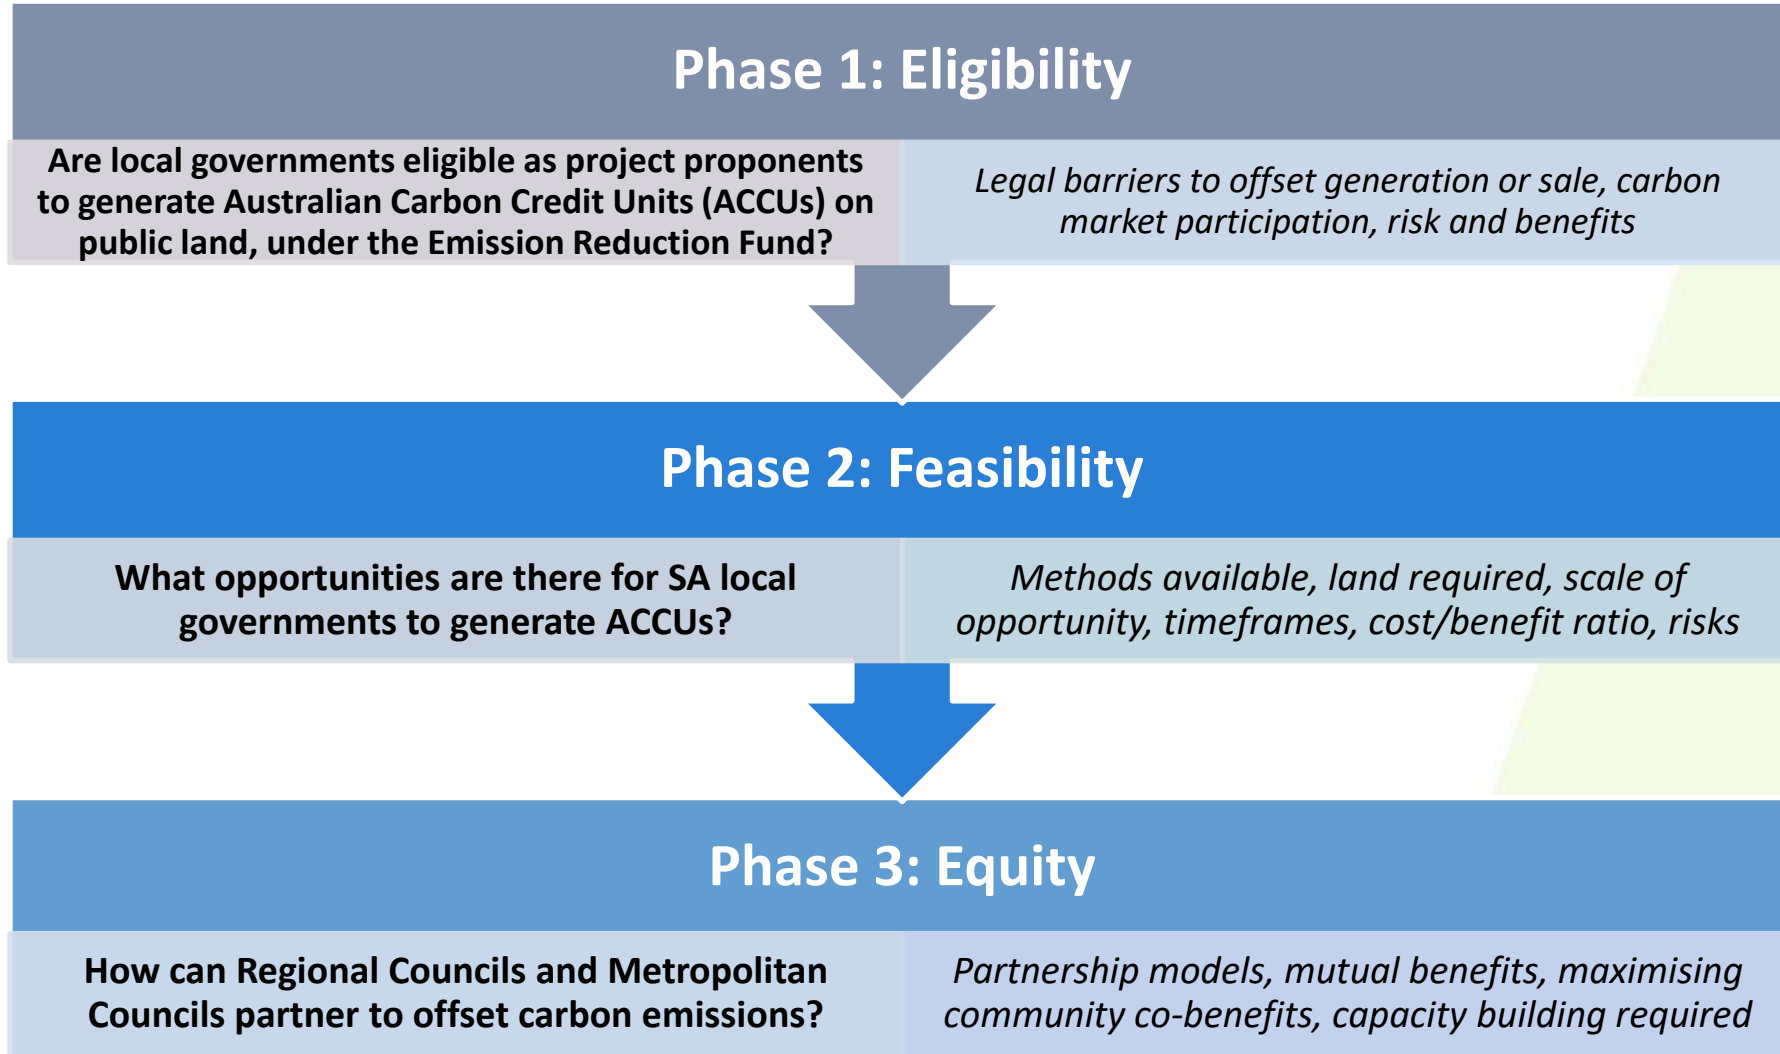 Phase 1: Eligibility
Are local governments eligible as project proponents
to generate Australian Carbon Credit Units (ACCUs) on
public land, under the Emission Reduction Fund?
Legal barriers to offset generation or sale, carbon
market participation, risk and benefits
Phase 2: Feasibility
What opportunities are there for SA local
governments to generate ACCUs?
Methods available, land required, scale of
opportunity, timeframes, cost/benefit ratio, risks
Phase 3: Equity
How can Regional Councils and Metropolitan
Councils partner to offset carbon emissions?
Partnership models, mutual benefits, maximising
community co-benefits, capacity building required